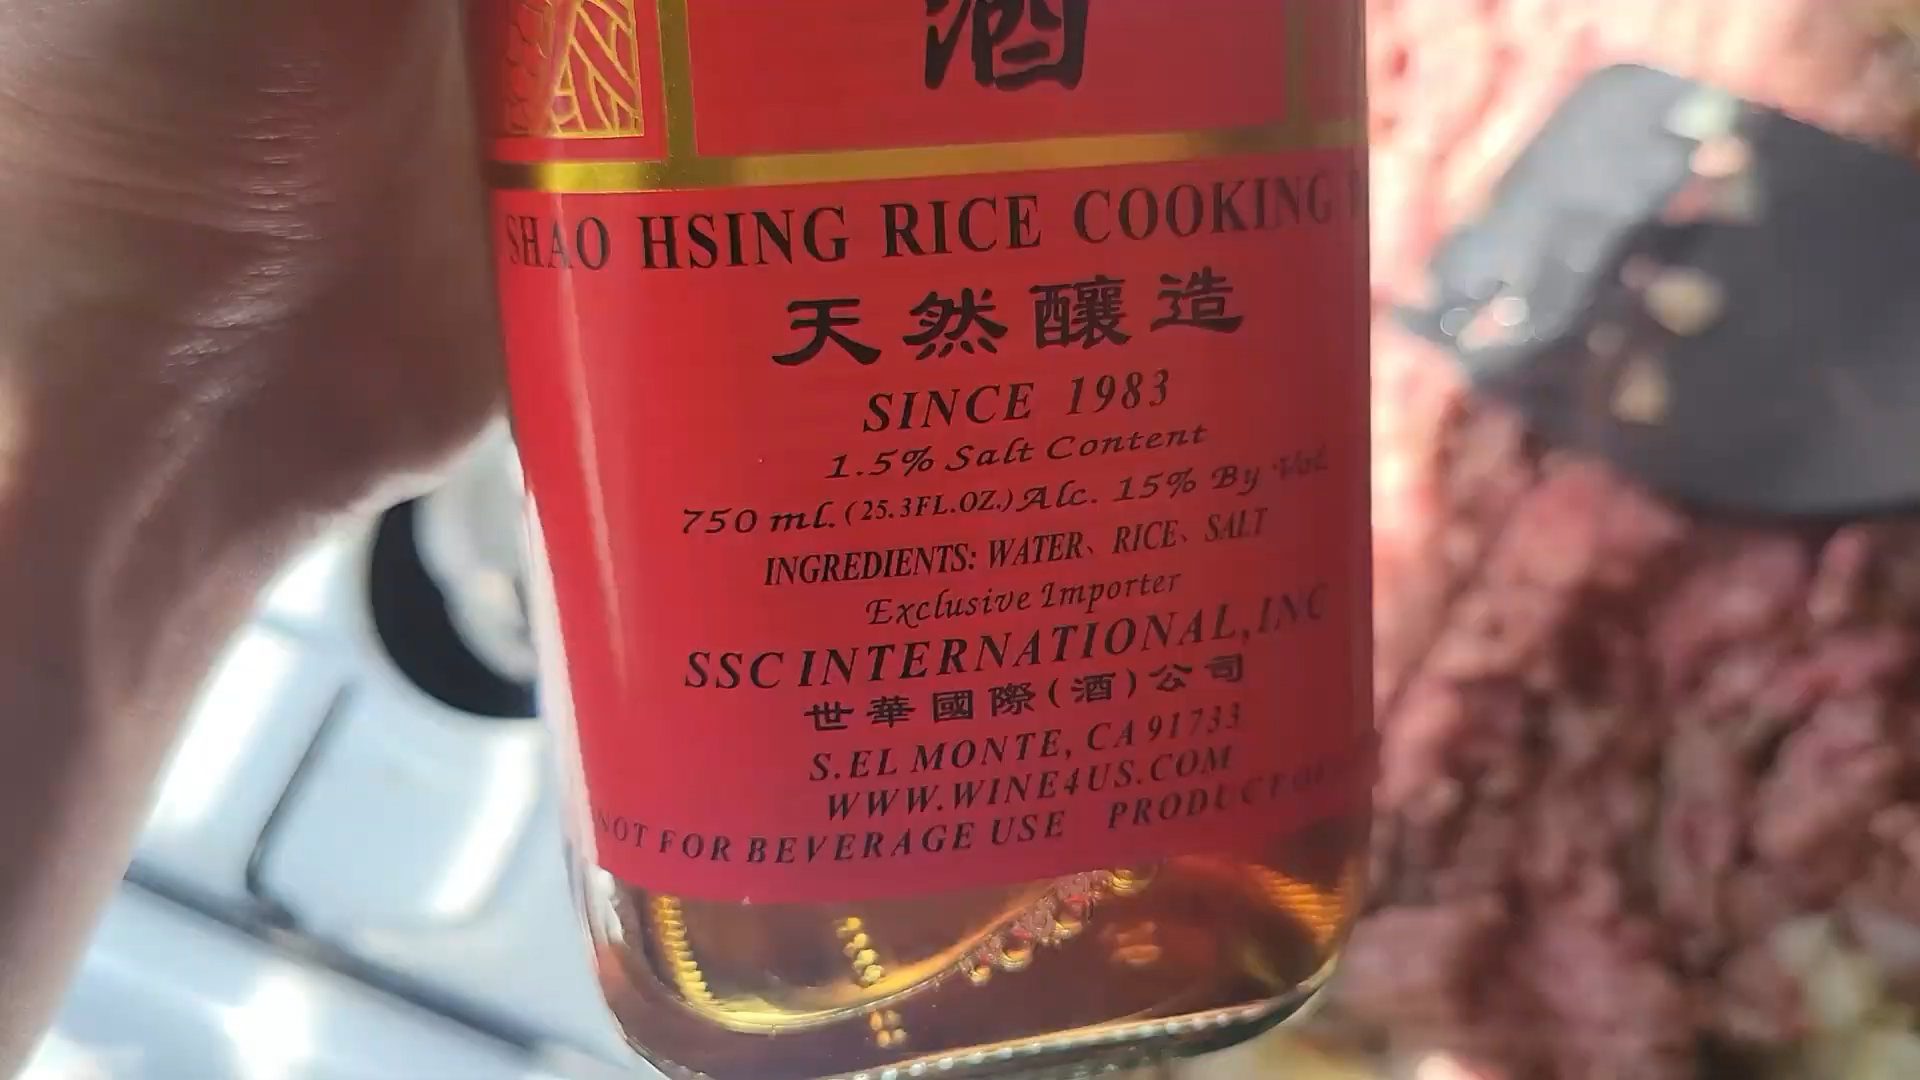 酒
SHAO HSING RICE COOKING
天然釀造
SINCE 1983
1.5% Salt Content
750 ml. (25.3FL.OZ.) Alc. 15% By Vol.
INGREDIENTS: WATER、RICE、SALT
Exclusive Importer
SSC INTERNATIONAL, INC
世華國際(酒)公司
S.EL MONTE, CA 91733
WWW.WINE4US.COM
NOT FOR BEVERAGE USE PRODUCT OF